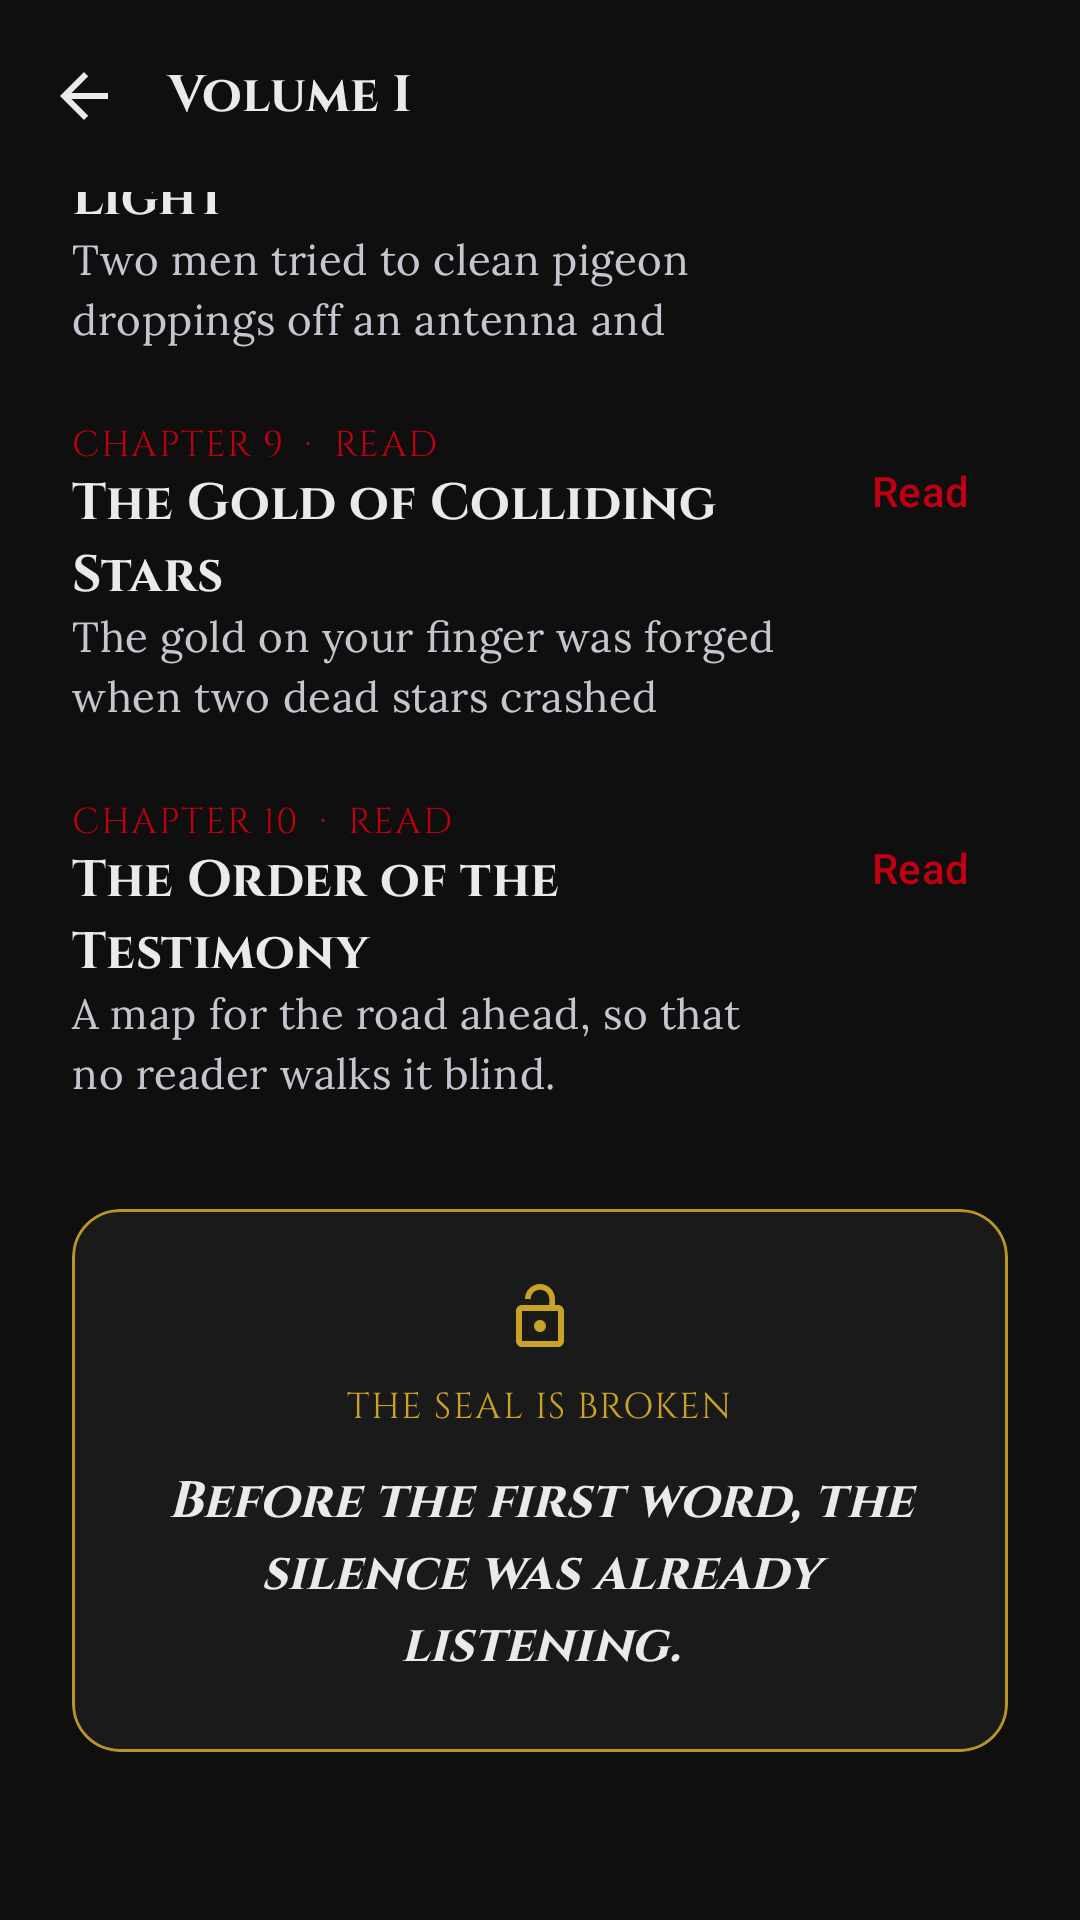 Volume I
Light
Two men tried to clean pigeon
droppings off an antenna and
CHAPTER 9 · READ
The Gold of Colliding
Stars
Read
The gold on your finger was forged
when two dead stars crashed
CHAPTER 10 · READ
The Order of the
Testimony
Read
A map for the road ahead, so that
no reader walks it blind.
THE SEAL IS BROKEN
Before the first word, the
silence was already
listening.